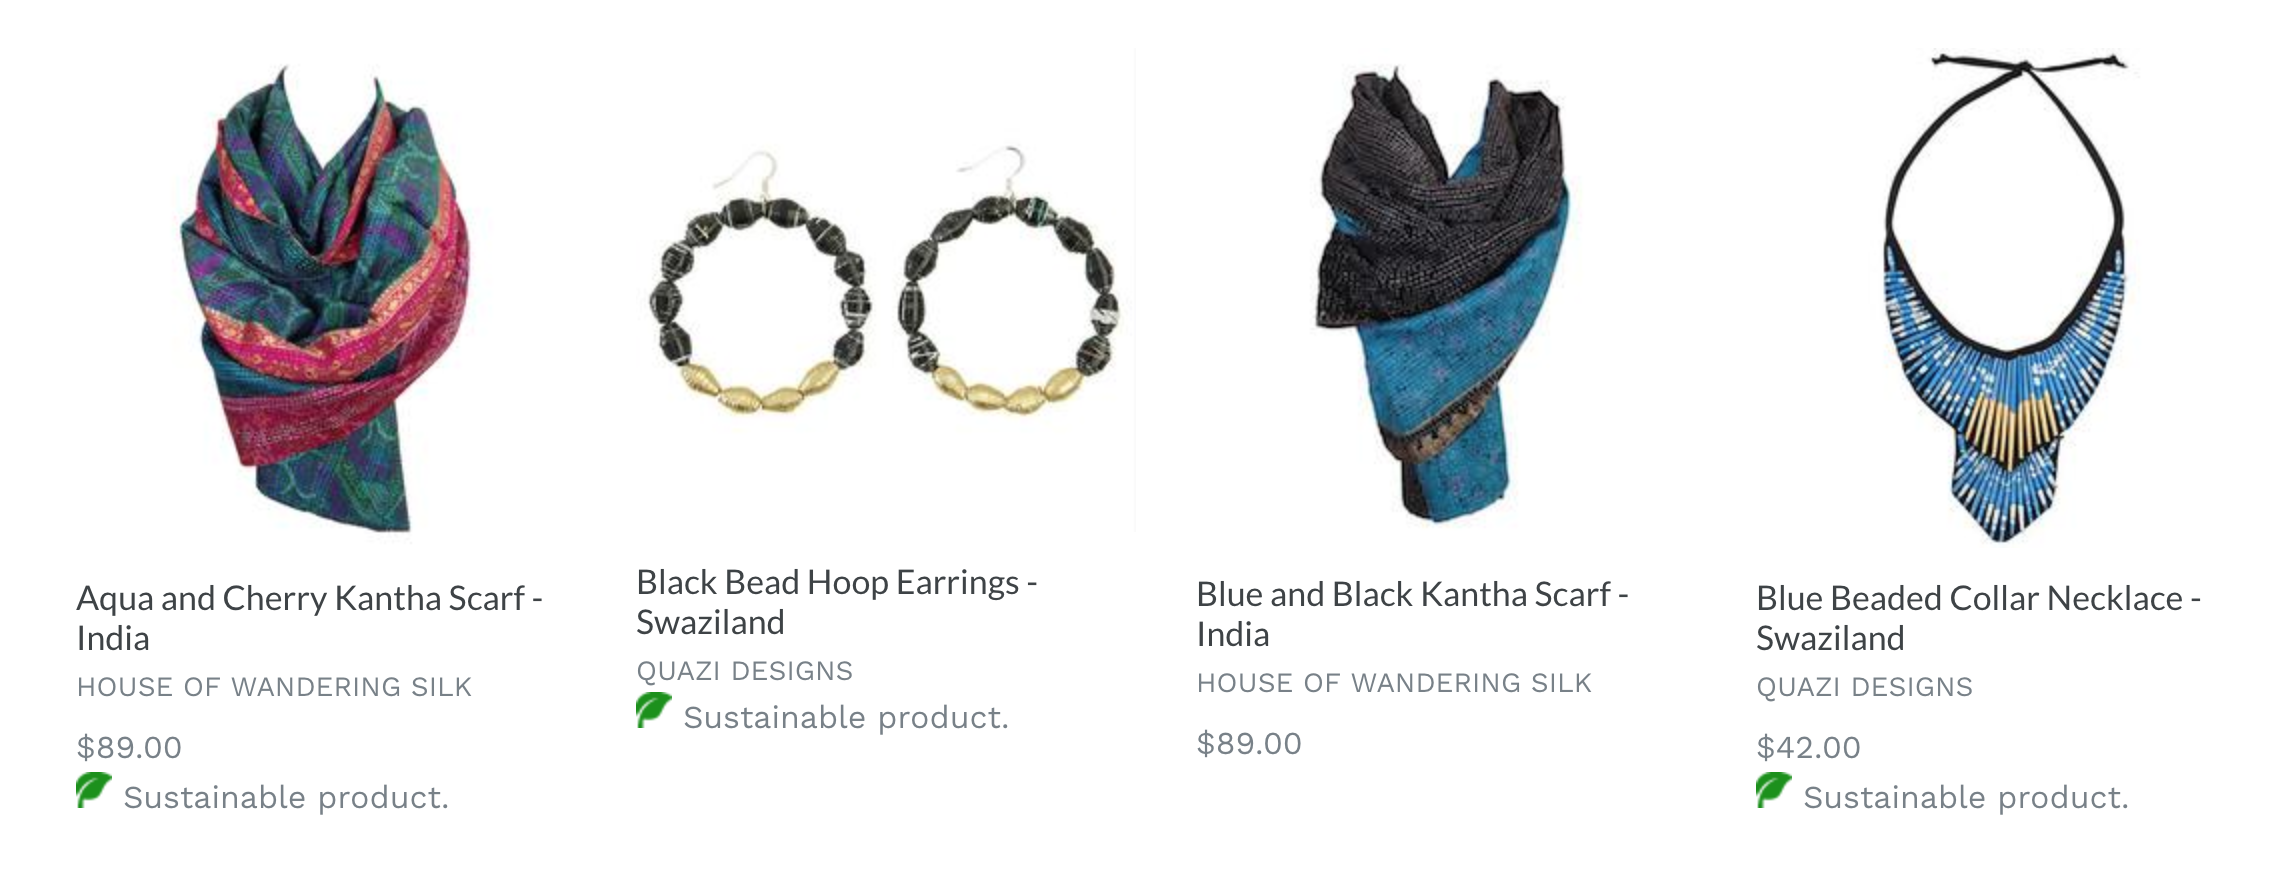 Aqua and Cherry Kantha Scarf -
India
HOUSE OF WANDERING SILK
$89.00
Sustainable product.
Black Bead Hoop Earrings -
Swaziland
QUAZI DESIGNS
Sustainable product.
Blue and Black Kantha Scarf -
India
HOUSE OF WANDERING SILK
$89.00
Blue Beaded Collar Necklace -
Swaziland
QUAZI DESIGNS
$42.00
Sustainable product.